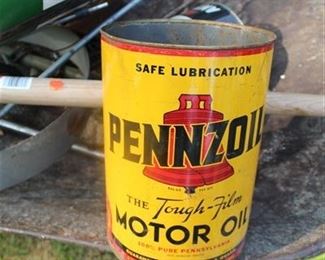 SAFE LUBRICATION
PENNZOIL
THE Tough-Film
MOTOR OIL
100% PURE PENNSYLVANIA